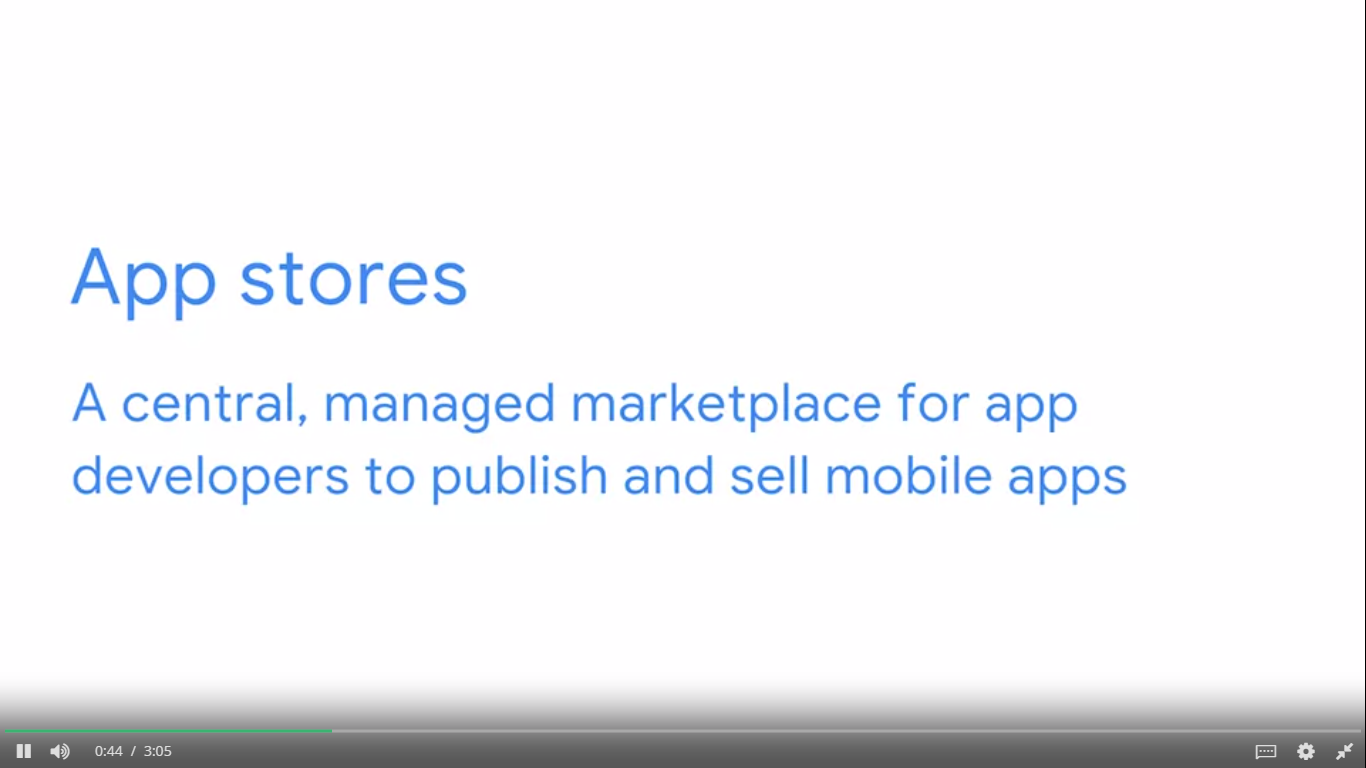 App stores
A central, managed marketplace for app
developers to publish and sell mobile apps
0:44 / 3:05